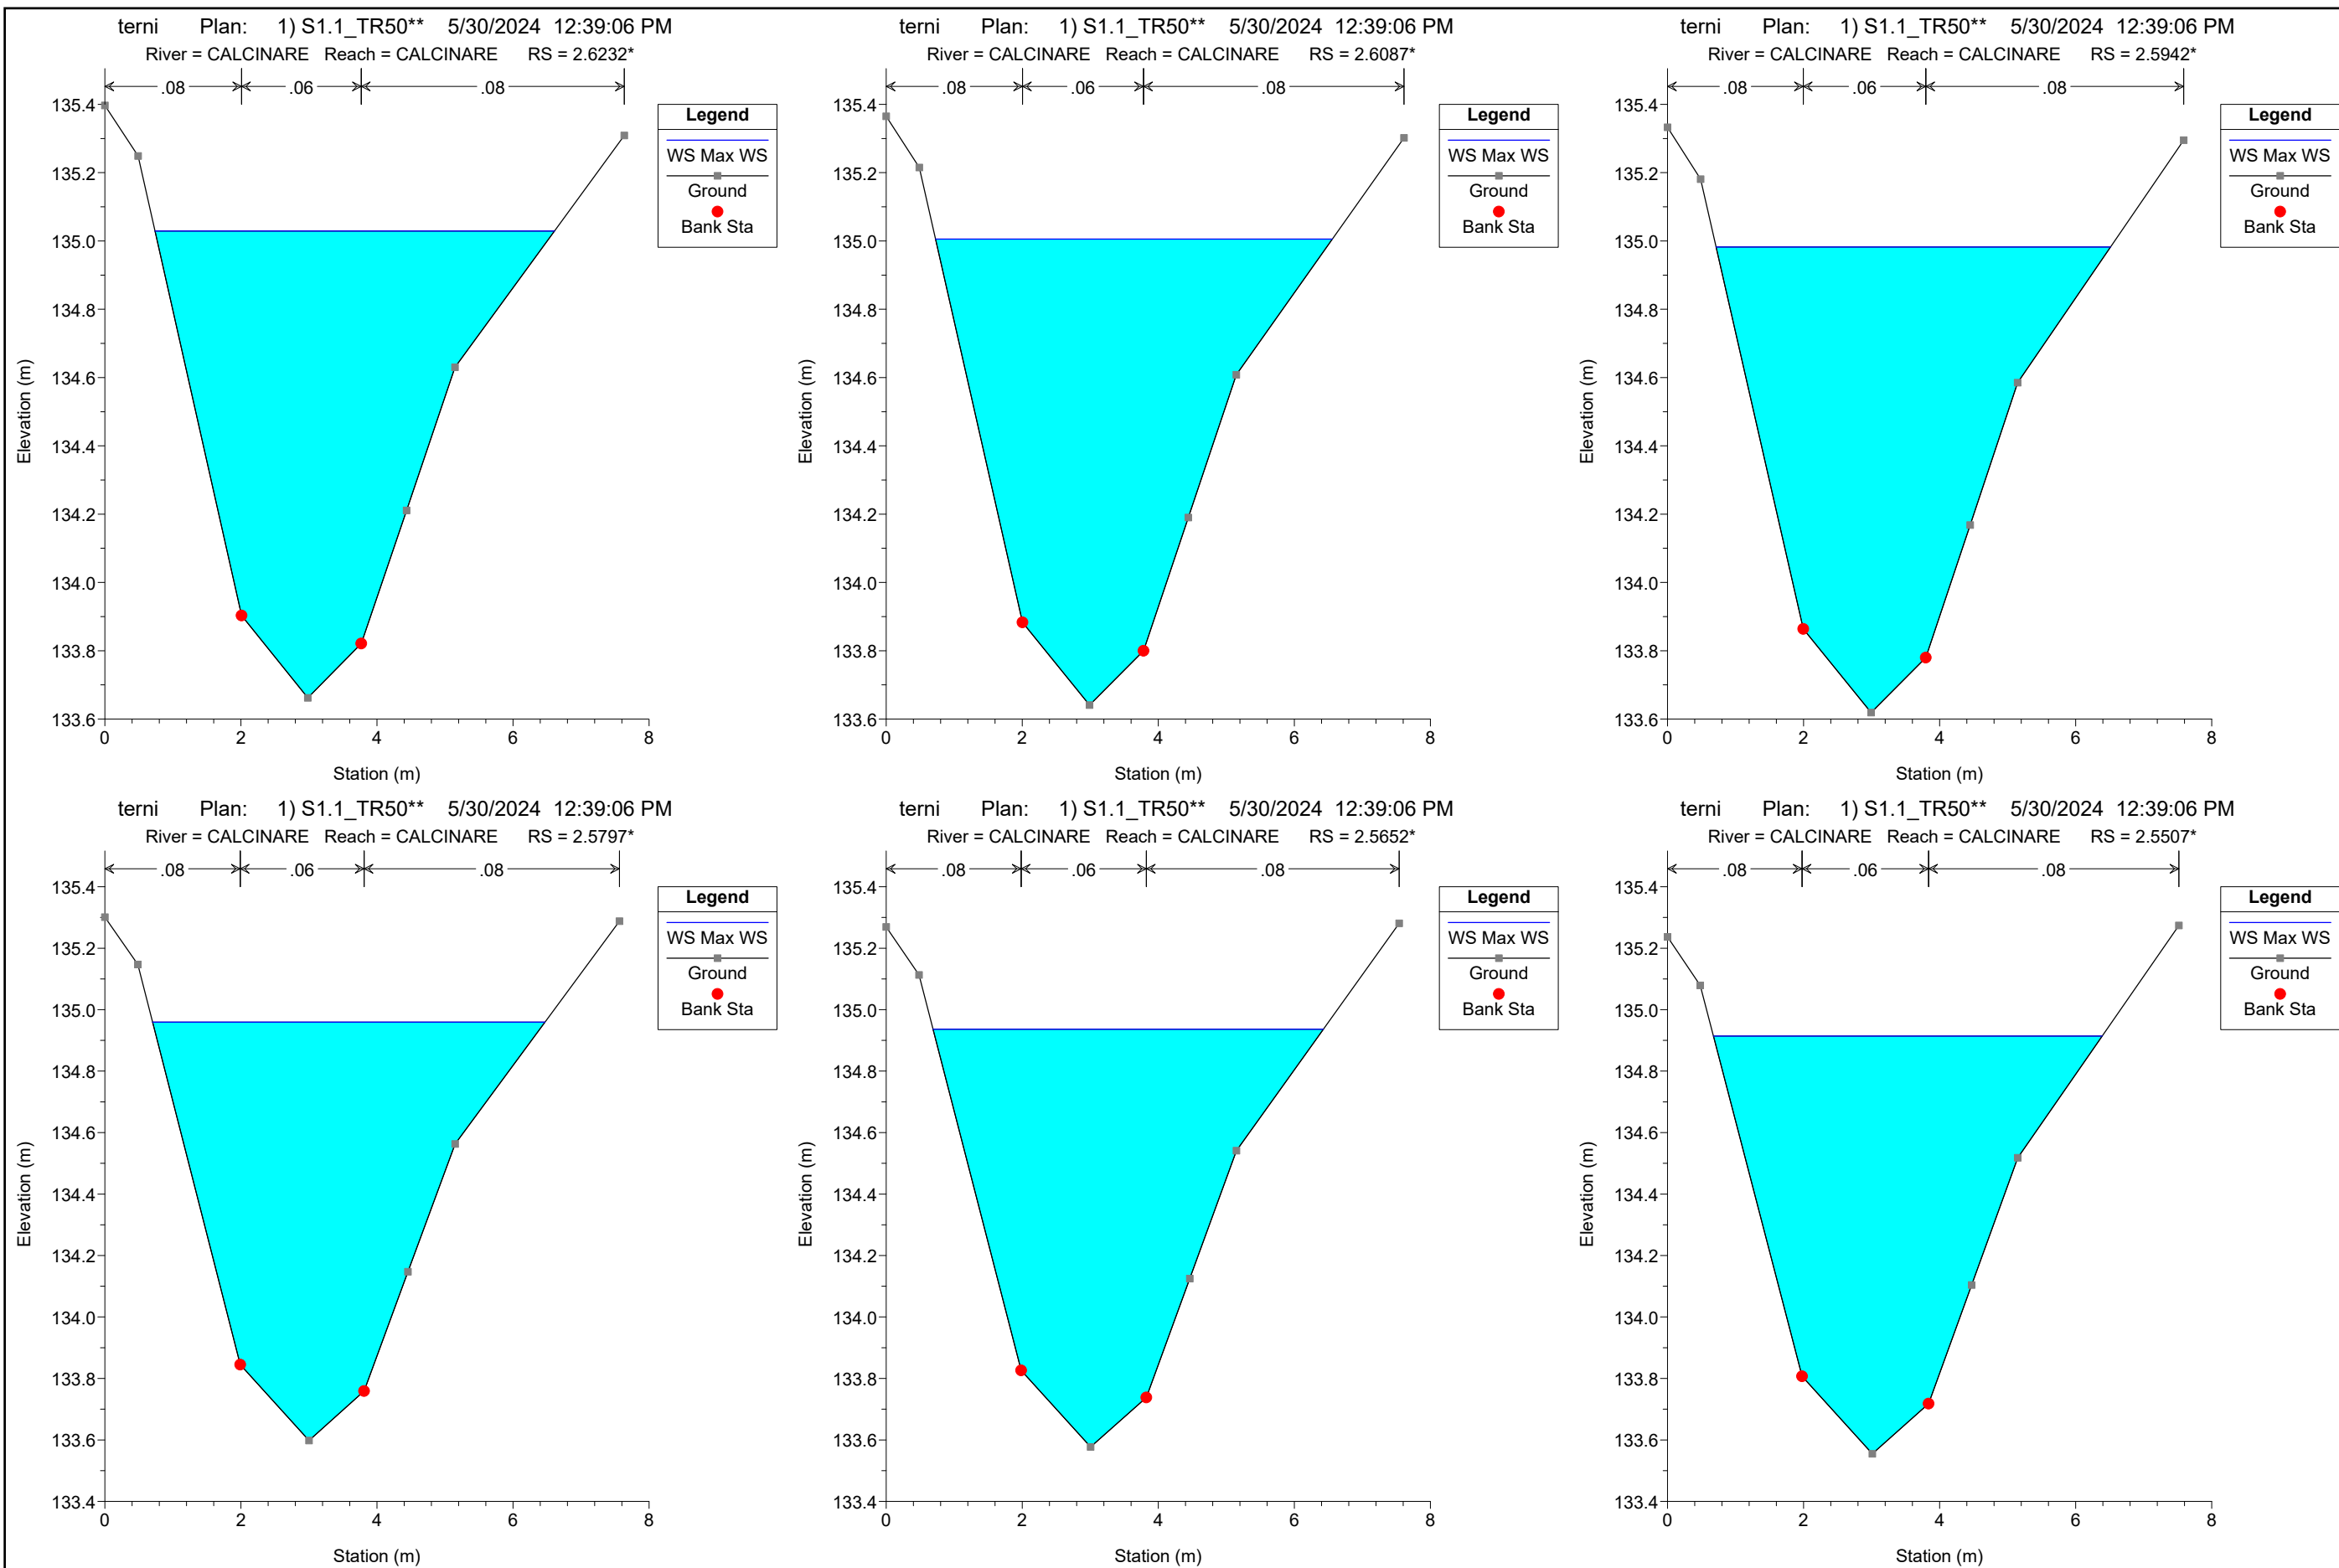 terni Plan: 1) S1.1_TR50** 5/30/2024 12:39:06 PM
River = CALCINARE Reach = CALCINARE RS = 2.6232*
.08 .06 .08
135.4
135.2
135.0
134.8
134.6
134.4
134.2
134.0
133.8
133.6
0 2 4 6 8
Station (m)
Elevation (m)
Legend
WS Max WS
Ground
Bank Sta
terni Plan: 1) S1.1_TR50** 5/30/2024 12:39:06 PM
River = CALCINARE Reach = CALCINARE RS = 2.6087*
.08 .06 .08
135.4
135.2
135.0
134.8
134.6
134.4
134.2
134.0
133.8
133.6
0 2 4 6 8
Station (m)
Elevation (m)
Legend
WS Max WS
Ground
Bank Sta
terni Plan: 1) S1.1_TR50** 5/30/2024 12:39:06 PM
River = CALCINARE Reach = CALCINARE RS = 2.5942*
.08 .06 .08
135.4
135.2
135.0
134.8
134.6
134.4
134.2
134.0
133.8
133.6
0 2 4 6 8
Station (m)
Elevation (m)
Legend
WS Max WS
Ground
Bank Sta
terni Plan: 1) S1.1_TR50** 5/30/2024 12:39:06 PM
River = CALCINARE Reach = CALCINARE RS = 2.5797*
.08 .06 .08
135.4
135.2
135.0
134.8
134.6
134.4
134.2
134.0
133.8
133.6
133.4
0 2 4 6 8
Station (m)
Elevation (m)
Legend
WS Max WS
Ground
Bank Sta
terni Plan: 1) S1.1_TR50** 5/30/2024 12:39:06 PM
River = CALCINARE Reach = CALCINARE RS = 2.5652*
.08 .06 .08
135.4
135.2
135.0
134.8
134.6
134.4
134.2
134.0
133.8
133.6
133.4
0 2 4 6 8
Station (m)
Elevation (m)
Legend
WS Max WS
Ground
Bank Sta
terni Plan: 1) S1.1_TR50** 5/30/2024 12:39:06 PM
River = CALCINARE Reach = CALCINARE RS = 2.5507*
.08 .06 .08
135.4
135.2
135.0
134.8
134.6
134.4
134.2
134.0
133.8
133.6
133.4
0 2 4 6 8
Station (m)
Elevation (m)
Legend
WS Max WS
Ground
Bank Sta